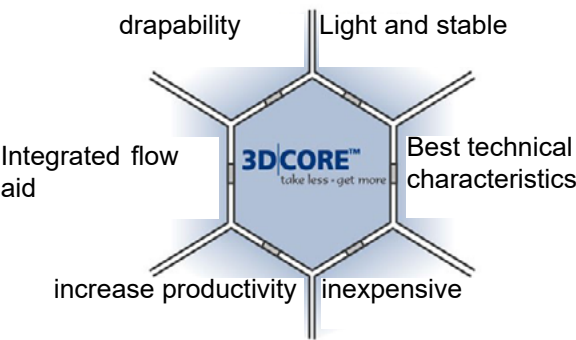 drapability
Light and stable
Integrated flow
aid
3D|CORE™
take less - get more
Best technical
characteristics
increase productivity
inexpensive